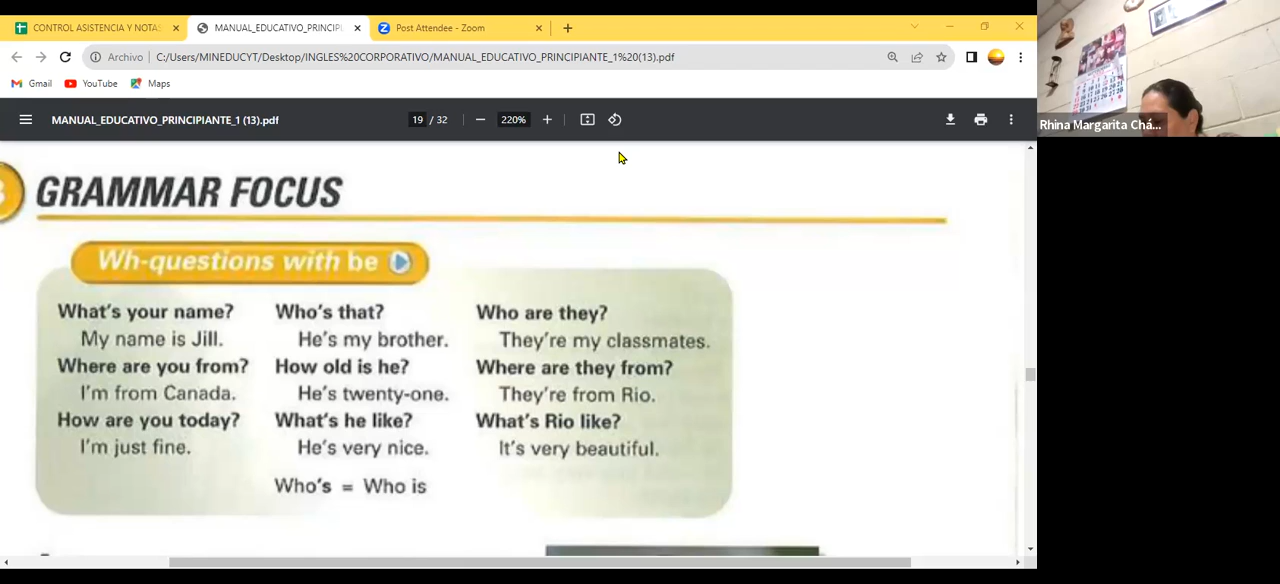 CONTROL ASISTENCIA Y NOTAS
MANUAL_EDUCATIVO_PRINCIPI
Post Attendee - Zoom
Archivo
C:/Users/MINEDUCYT/Desktop/INGLES%20CORPORATIVO/MANUAL_EDUCATIVO_PRINCIPIANTE_1%20(13).pdf
Gmail
YouTube
Maps
MANUAL_EDUCATIVO_PRINCIPIANTE_1 (13).pdf
19 / 32
220%
Rhina Margarita Chá...
GRAMMAR FOCUS
Wh-questions with be
What's your name?
My name is Jill.
Where are you from?
I'm from Canada.
How are you today?
I'm just fine.
Who's that?
He's my brother.
How old is he?
He's twenty-one.
What's he like?
He's very nice.
Who's = Who is
Who are they?
They're my classmates.
Where are they from?
They're from Rio.
What's Rio like?
It's very beautiful.